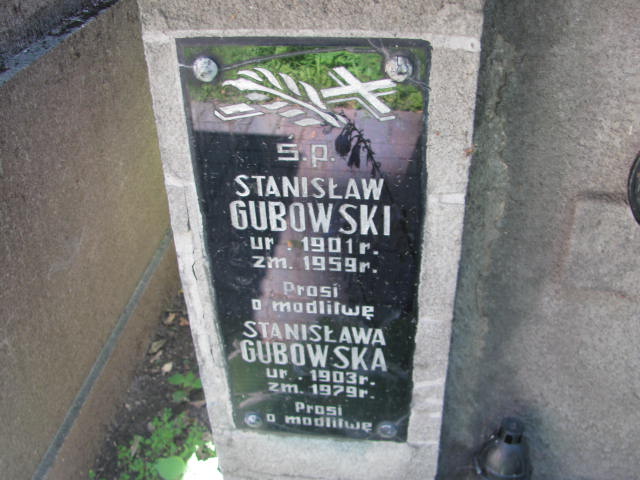 ś.p.
STANISŁAW
GUBOWSKI
ur. 1901r.
zm. 1959r.
Prosi
o modlitwę
STANISŁAWA
GUBOWSKA
ur. 1903r.
zm. 1979r.
Prosi
o modlitwę